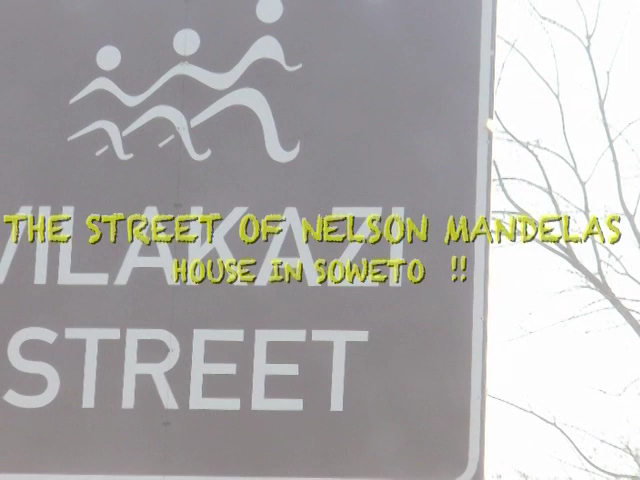 THE STREET OF NELSON MANDELAS
HOUSE IN SOWETO !!
VILAKAZI
STREET